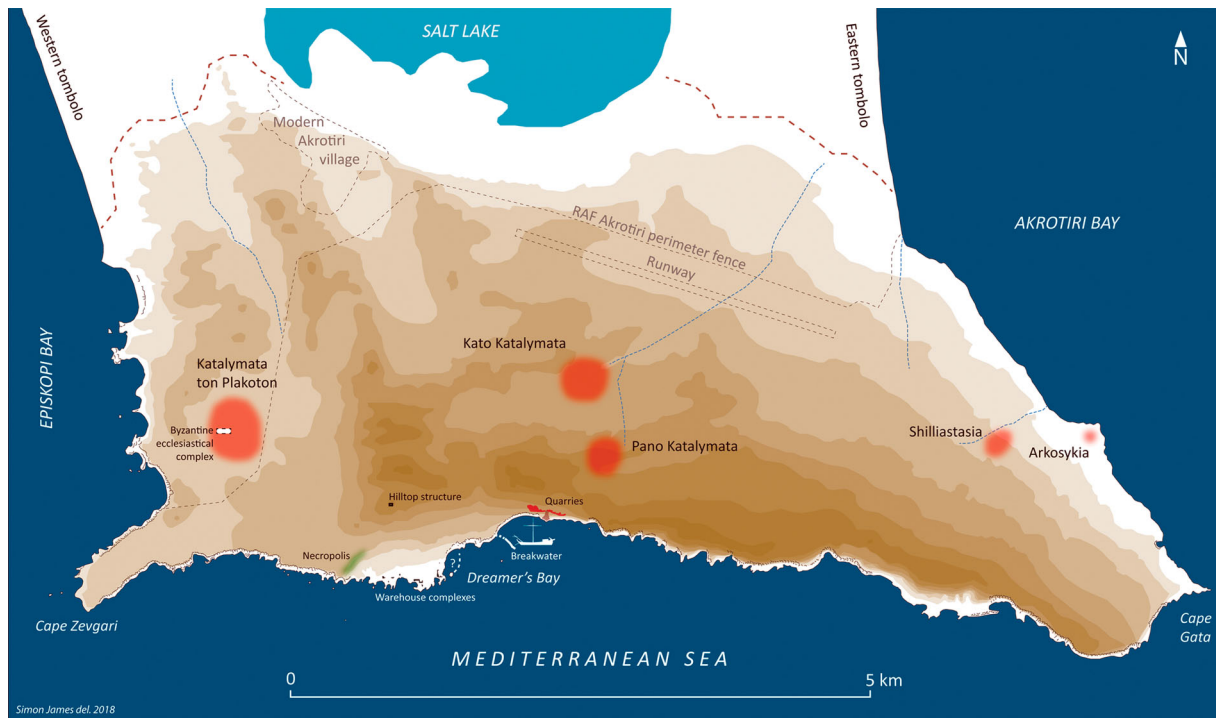 SALT LAKE
N
Western tombolo
Eastern tombolo
Modern
Akrotiri
village
RAF Akrotiri perimeter fence
Runway
AKROTIRI BAY
EPISKOPI BAY
Kato Katalymata
Katalymata
ton Plakoton
Byzantine
ecclesiastical
complex
Pano Katalymata
Shilliastasia
Arkosykia
Hilltop structure
Quarries
Necropolis
Breakwater
?
Dreamer's Bay
Warehouse complexes
Cape Zevgari
Cape
Gata
MEDITERRANEAN SEA
0
5 km
Simon James del. 2018